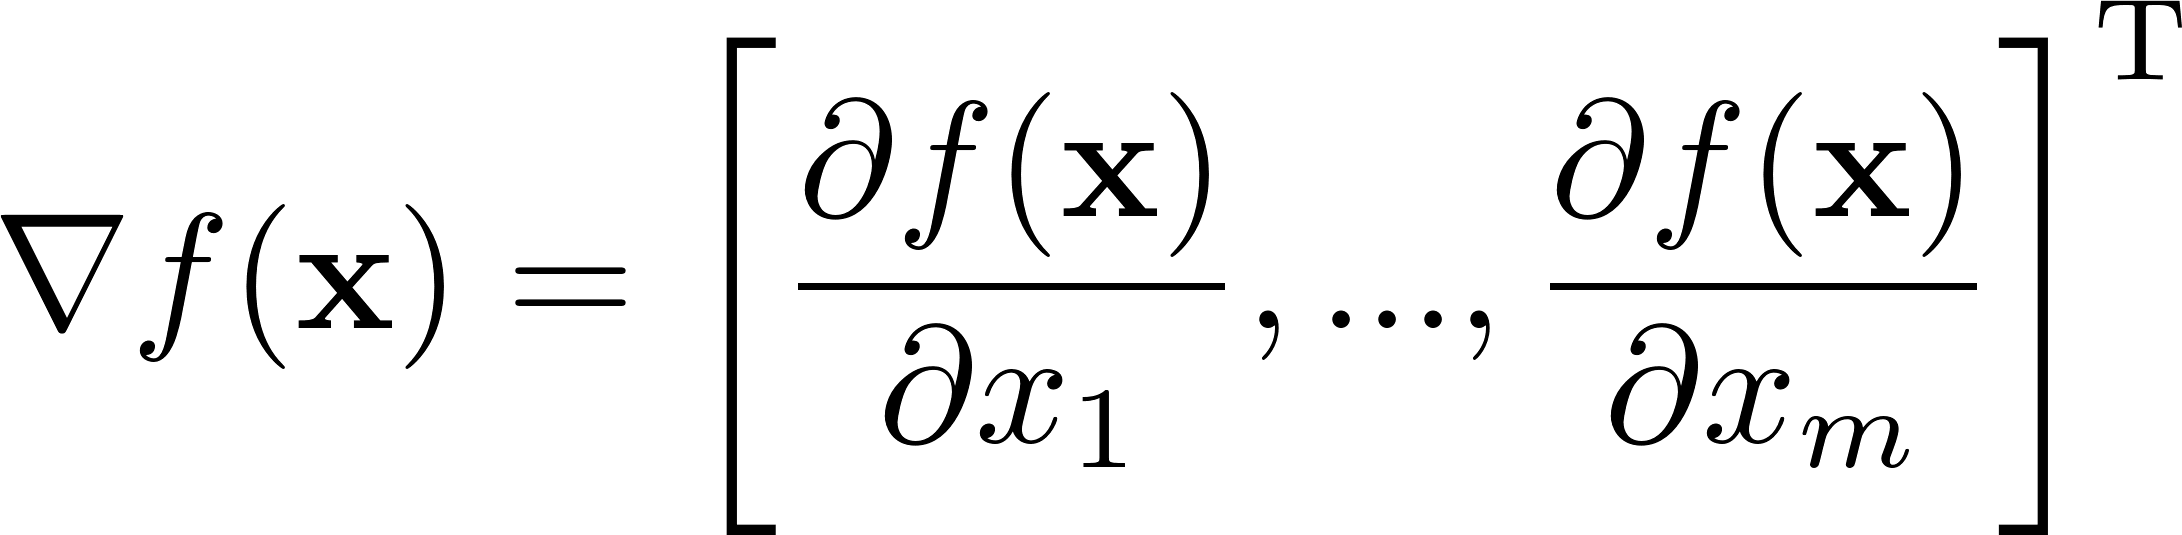 ∇f(𝐱) = [∂f(𝐱)/∂x₁, ..., ∂f(𝐱)/∂xₘ]ᵀ